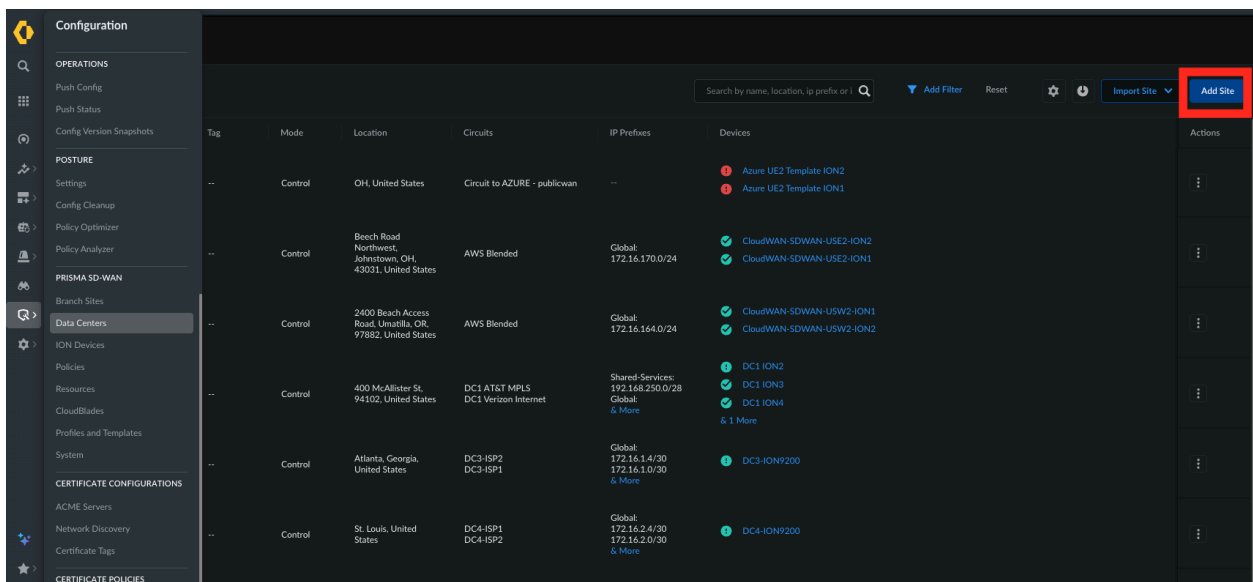 Configuration
OPERATIONS
Push Config
Push Status
Config Version Snapshots
POSTURE
Settings
Config Cleanup
Policy Optimizer
Policy Analyzer
PRISMA SD-WAN
Branch Sites
Data Centers
ION Devices
Policies
Resources
CloudBlades
Profiles and Templates
System
CERTIFICATE CONFIGURATIONS
ACME Servers
Network Discovery
Certificate Tags
CERTIFICATE POLICIES
Search by name, location, ip prefix or i
Add Filter
Reset
Import Site
Add Site
Tag Mode Location Circuits IP Prefixes Devices Actions
-- Control OH, United States Circuit to AZURE - publicwan --
Azure UE2 Template ION2
Azure UE2 Template ION1
-- Control
Beech Road
Northwest,
Johnstown, OH,
43031, United States
AWS Blended
Global:
172.16.170.0/24
CloudWAN-SDWAN-USE2-ION2
CloudWAN-SDWAN-USE2-ION1
-- Control
2400 Beach Access
Road, Umatilla, OR,
97882, United States
AWS Blended
Global:
172.16.164.0/24
CloudWAN-SDWAN-USW2-ION1
CloudWAN-SDWAN-USW2-ION2
-- Control
400 McAllister St,
94102, United States
DC1 AT&T MPLS
DC1 Verizon Internet
Shared-Services:
192.168.250.0/28
Global:
& More
DC1 ION2
DC1 ION3
DC1 ION4
& 1 More
-- Control
Atlanta, Georgia,
United States
DC3-ISP2
DC3-ISP1
Global:
172.16.1.4/30
172.16.1.0/30
& More
DC3-ION9200
-- Control
St. Louis, United
States
DC4-ISP1
DC4-ISP2
Global:
172.16.2.4/30
172.16.2.0/30
& More
DC4-ION9200